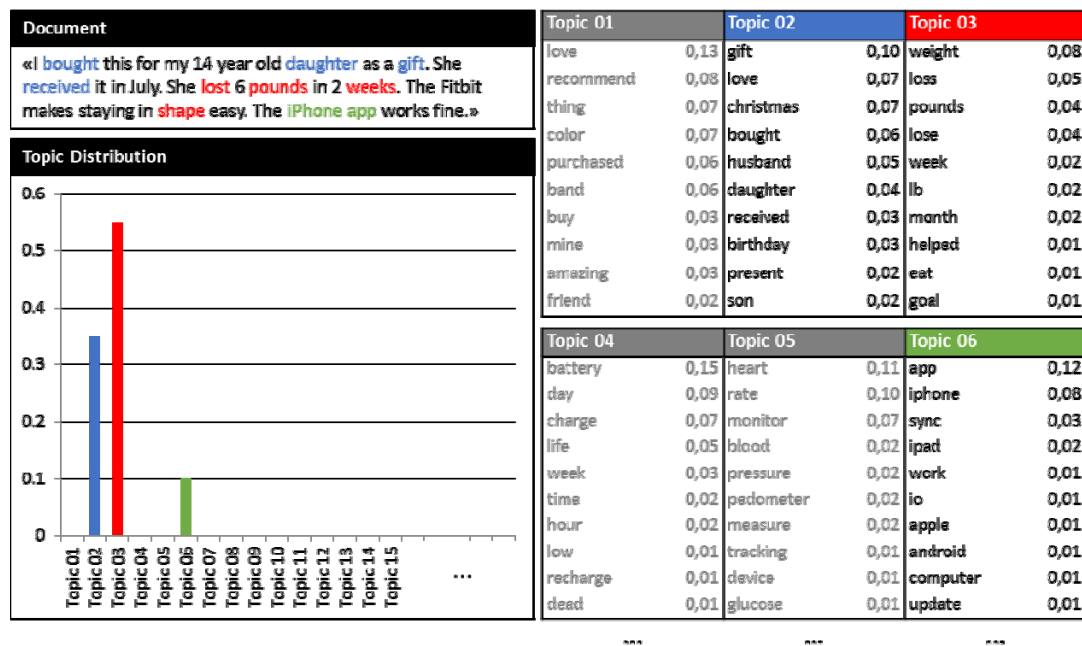 Document
«I bought this for my 14 year old daughter as a gift. She
received it in July. She lost 6 pounds in 2 weeks. The Fitbit
makes staying in shape easy. The iPhone app works fine.»
Topic Distribution
0.6
0.5
0.4
0.3
0.2
0.1
0
Topic 01
Topic 02
Topic 03
Topic 04
Topic 05
Topic 06
Topic 07
Topic 08
Topic 09
Topic 10
Topic 11
Topic 12
Topic 13
Topic 14
Topic 15
...
Topic 01 Topic 02 Topic 03
love 0,13 gift 0,10 weight 0,08
recommend 0,08 love 0,07 loss 0,05
thing 0,07 christmas 0,07 pounds 0,04
color 0,07 bought 0,06 lose 0,04
purchased 0,06 husband 0,05 week 0,02
band 0,06 daughter 0,04 lb 0,02
buy 0,03 received 0,03 month 0,02
mine 0,03 birthday 0,03 helped 0,01
amazing 0,03 present 0,02 eat 0,01
friend 0,02 son 0,02 goal 0,01
Topic 04 Topic 05 Topic 06
battery 0,15 heart 0,11 app 0,12
day 0,09 rate 0,10 iphone 0,08
charge 0,07 monitor 0,07 sync 0,03
life 0,05 blood 0,02 ipad 0,02
week 0,03 pressure 0,02 work 0,01
time 0,02 pedometer 0,02 io 0,01
hour 0,02 measure 0,02 apple 0,01
low 0,01 tracking 0,01 android 0,01
recharge 0,01 device 0,01 computer 0,01
dead 0,01 glucose 0,01 update 0,01
... ... ...